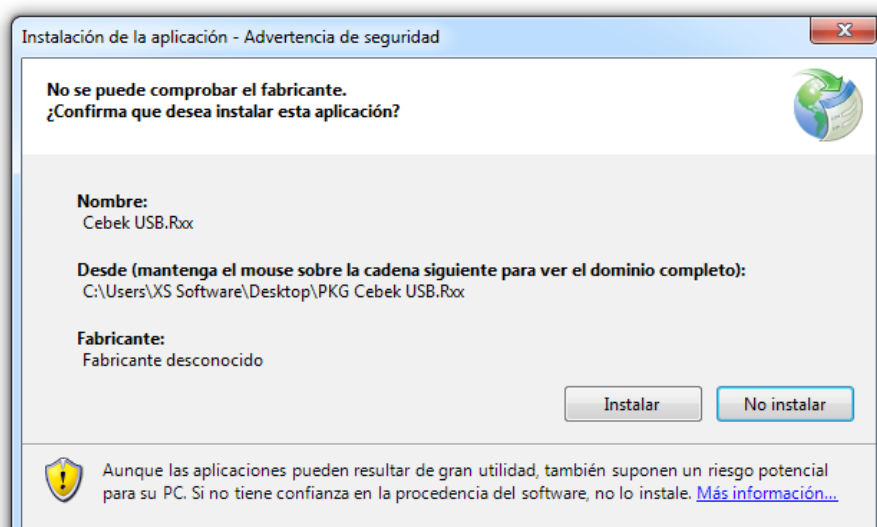 Instalación de la aplicación - Advertencia de seguridad
No se puede comprobar el fabricante.
¿Confirma que desea instalar esta aplicación?
Nombre:
Cebek USB.Rxx
Desde (mantenga el mouse sobre la cadena siguiente para ver el dominio completo):
C:\Users\XS Software\Desktop\PKG Cebek USB.Rxx
Fabricante:
Fabricante desconocido
Instalar No instalar
Aunque las aplicaciones pueden resultar de gran utilidad, también suponen un riesgo potencial
para su PC. Si no tiene confianza en la procedencia del software, no lo instale. Más información...